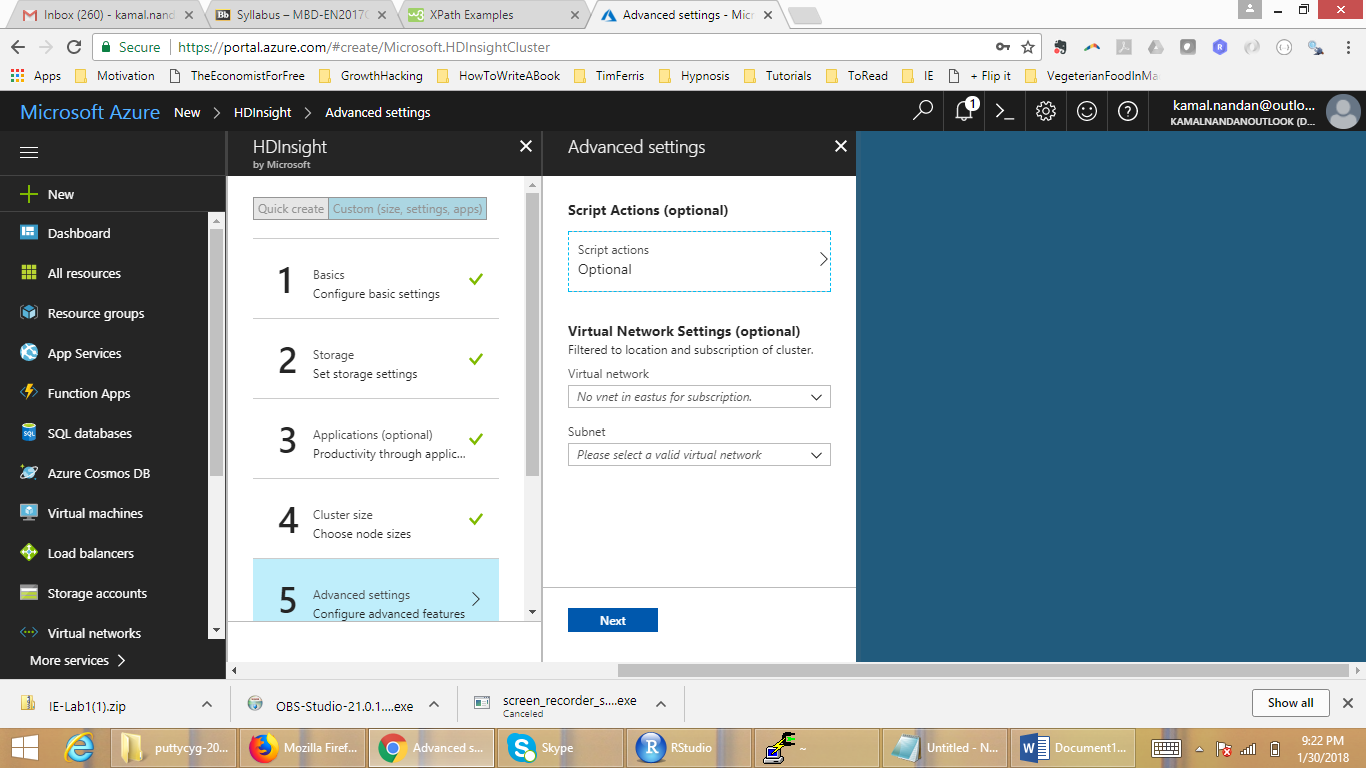 Inbox (260) - kamal.nand
Syllabus – MBD-EN2017
XPath Examples
Advanced settings - Micr
Secure
https://portal.azure.com/#create/Microsoft.HDInsightCluster
Apps
Motivation
TheEconomistForFree
GrowthHacking
HowToWriteABook
TimFerris
Hypnosis
Tutorials
ToRead
IE
+ Flip it
VegeterianFoodInMa
Microsoft Azure
New
HDInsight
Advanced settings
1
kamal.nandan@outlo...
KAMALNANDANOUTLOOK (D...
New
Dashboard
All resources
Resource groups
App Services
Function Apps
SQL databases
Azure Cosmos DB
Virtual machines
Load balancers
Storage accounts
Virtual networks
More services
HDInsight
by Microsoft
Quick create
Custom (size, settings, apps)
1
Basics
Configure basic settings
2
Storage
Set storage settings
3
Applications (optional)
Productivity through applic...
4
Cluster size
Choose node sizes
5
Advanced settings
Configure advanced features
Advanced settings
Script Actions (optional)
Script actions
Optional
Virtual Network Settings (optional)
Filtered to location and subscription of cluster.
Virtual network
No vnet in eastus for subscription.
Subnet
Please select a valid virtual network
Next
IE-Lab1(1).zip
OBS-Studio-21.0.1....exe
screen_recorder_s....exe
Canceled
Show all
puttycyg-20...
Mozilla Firef...
Advanced s...
Skype
RStudio
~
Untitled - N...
Document1...
9:22 PM
1/30/2018